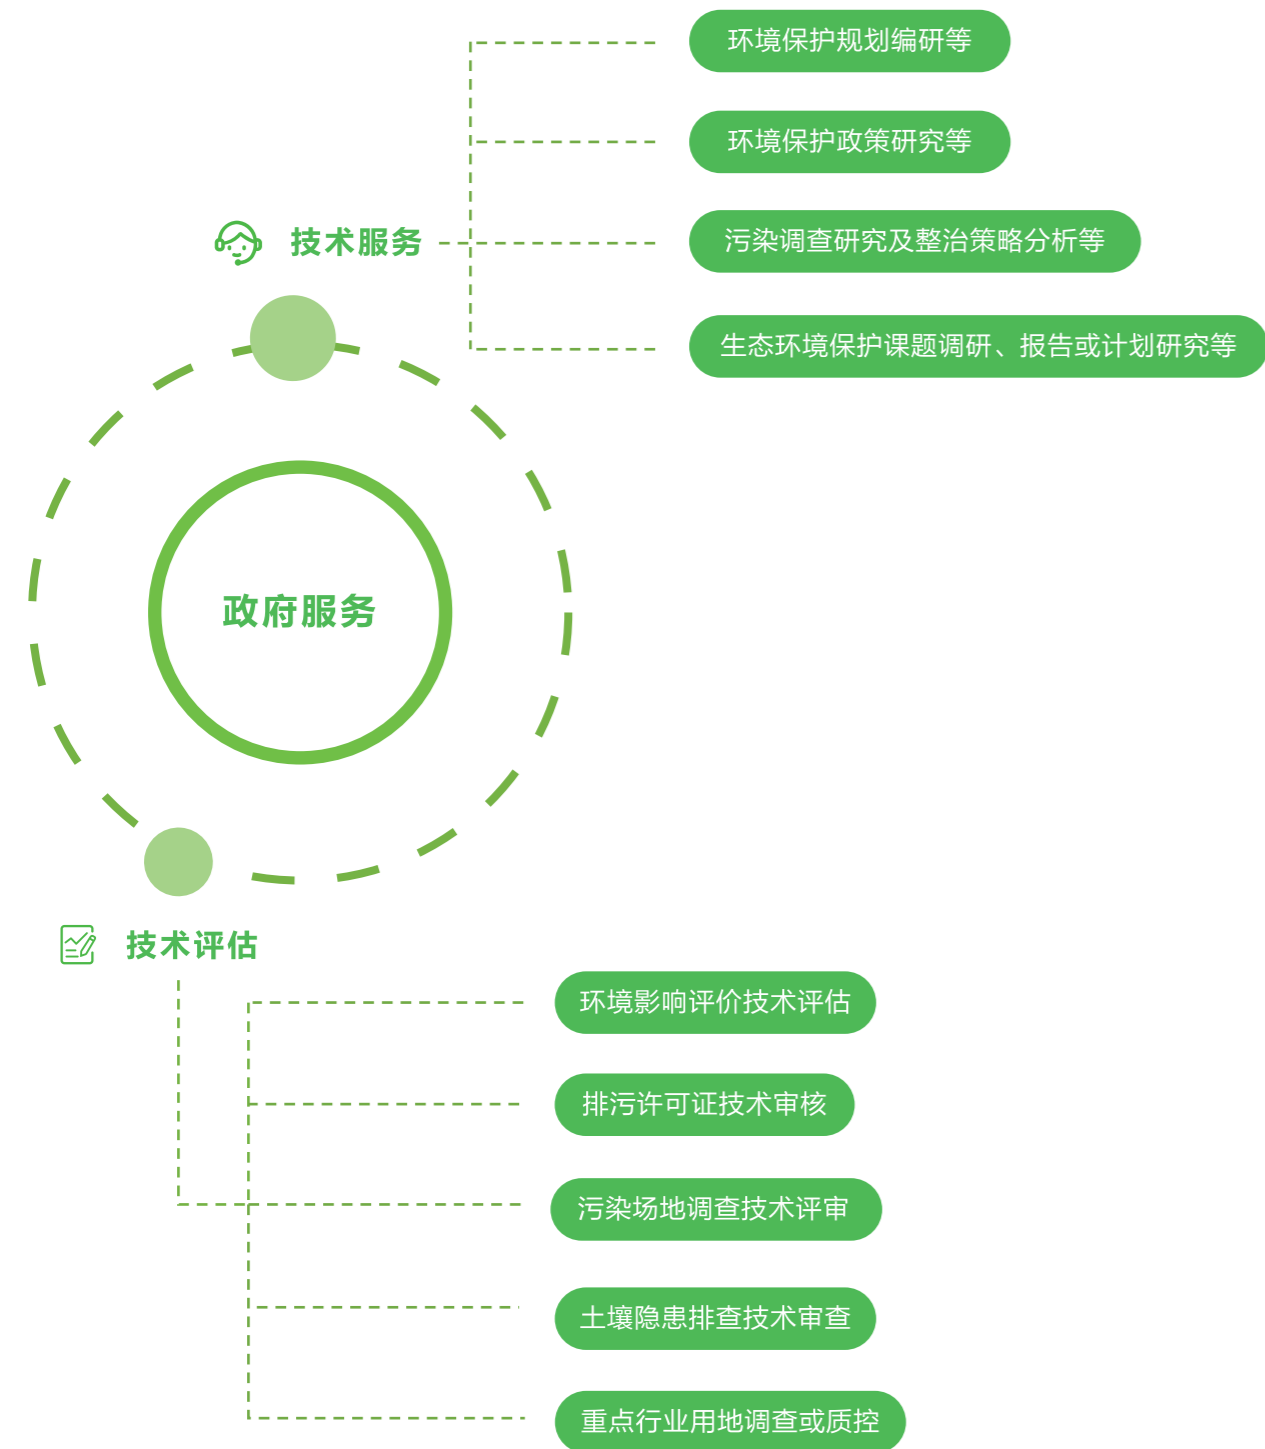 环境保护规划编研等
环境保护政策研究等
技术服务
污染调查研究及整治策略分析等
生态环境保护课题调研、报告或计划研究等
政府服务
技术评估
环境影响评价技术评估
排污许可证技术审核
污染场地调查技术评审
土壤隐患排查技术审查
重点行业用地调查或质控